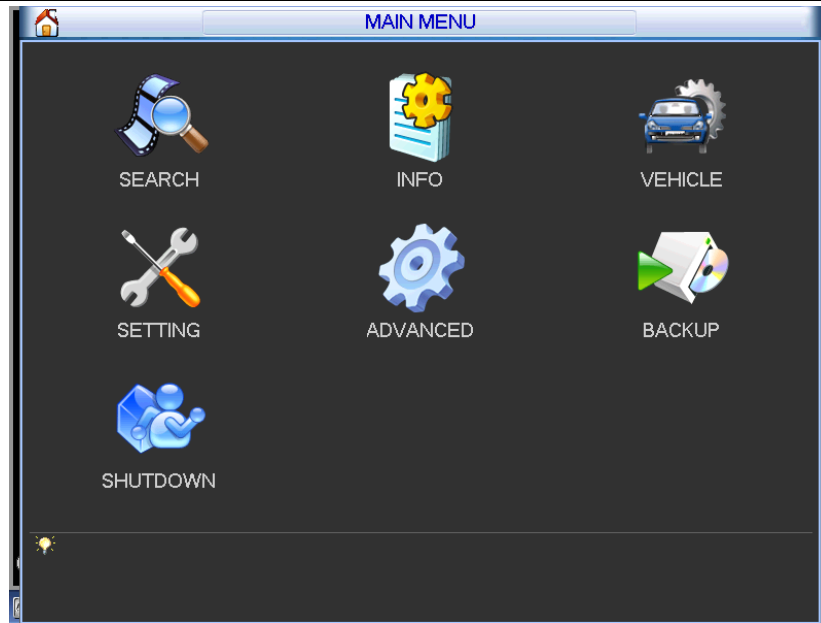 MAIN MENU
SEARCH
INFO
VEHICLE
SETTING
ADVANCED
BACKUP
SHUTDOWN